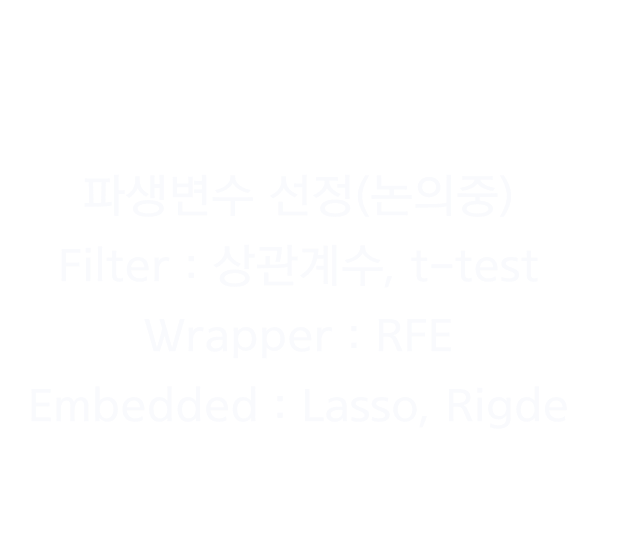 파생변수 선정(논의중)
Filter : 상관계수, t-test
Wrapper : RFE
Embedded : Lasso, Rigde